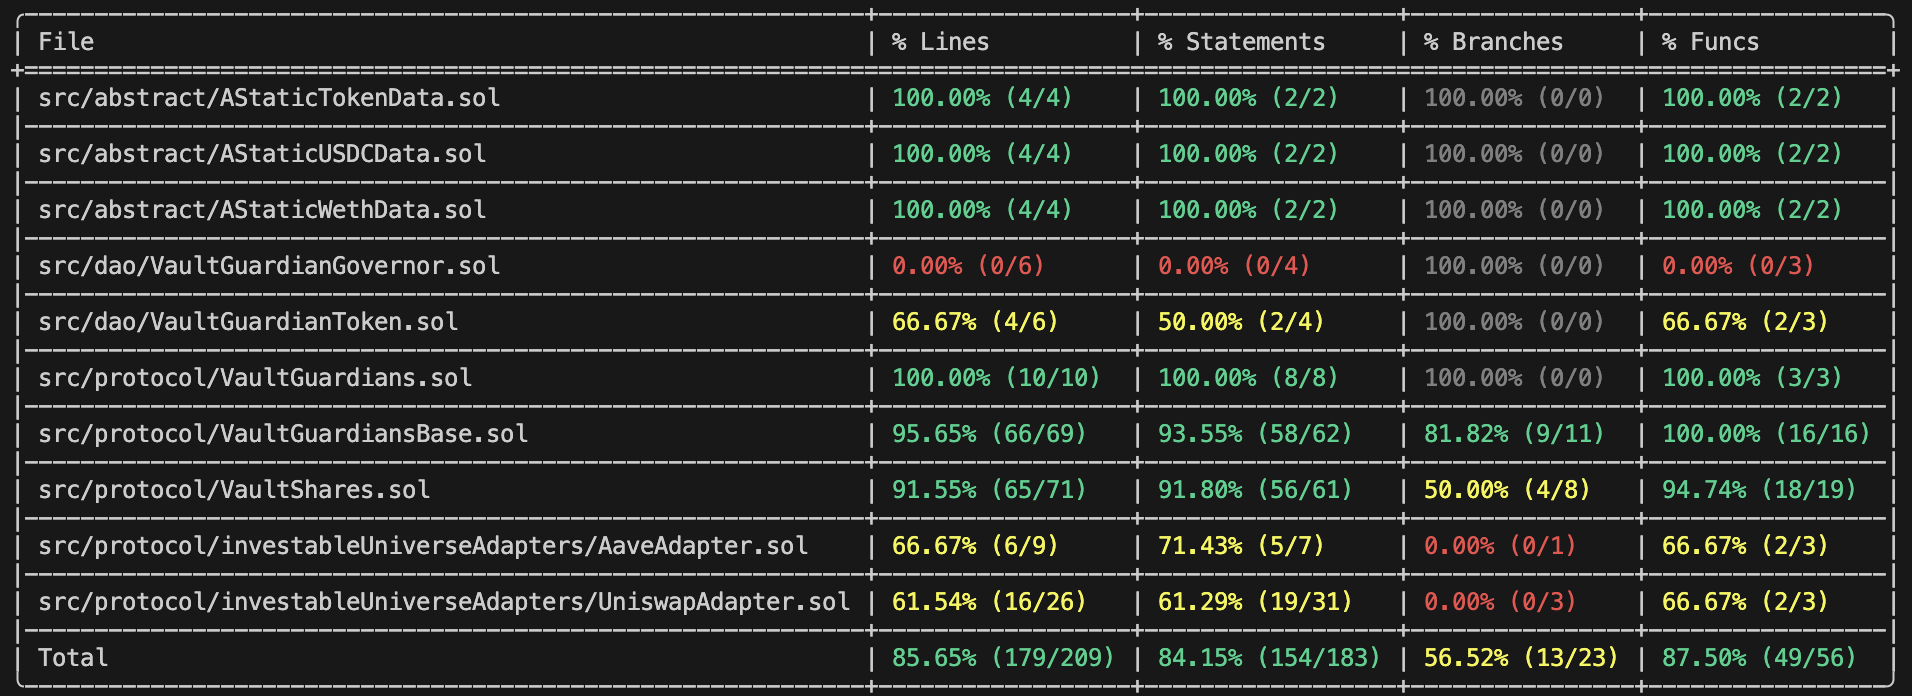 File | % Lines | % Statements | % Branches | % Funcs
src/abstract/AStaticTokenData.sol | 100.00% (4/4) | 100.00% (2/2) | 100.00% (0/0) | 100.00% (2/2)
src/abstract/AStaticUSDCData.sol | 100.00% (4/4) | 100.00% (2/2) | 100.00% (0/0) | 100.00% (2/2)
src/abstract/AStaticWethData.sol | 100.00% (4/4) | 100.00% (2/2) | 100.00% (0/0) | 100.00% (2/2)
src/dao/VaultGuardianGovernor.sol | 0.00% (0/6) | 0.00% (0/4) | 100.00% (0/0) | 0.00% (0/3)
src/dao/VaultGuardianToken.sol | 66.67% (4/6) | 50.00% (2/4) | 100.00% (0/0) | 66.67% (2/3)
src/protocol/VaultGuardians.sol | 100.00% (10/10) | 100.00% (8/8) | 100.00% (0/0) | 100.00% (3/3)
src/protocol/VaultGuardiansBase.sol | 95.65% (66/69) | 93.55% (58/62) | 81.82% (9/11) | 100.00% (16/16)
src/protocol/VaultShares.sol | 91.55% (65/71) | 91.80% (56/61) | 50.00% (4/8) | 94.74% (18/19)
src/protocol/investableUniverseAdapters/AaveAdapter.sol | 66.67% (6/9) | 71.43% (5/7) | 0.00% (0/1) | 66.67% (2/3)
src/protocol/investableUniverseAdapters/UniswapAdapter.sol | 61.54% (16/26) | 61.29% (19/31) | 0.00% (0/3) | 66.67% (2/3)
Total | 85.65% (179/209) | 84.15% (154/183) | 56.52% (13/23) | 87.50% (49/56)